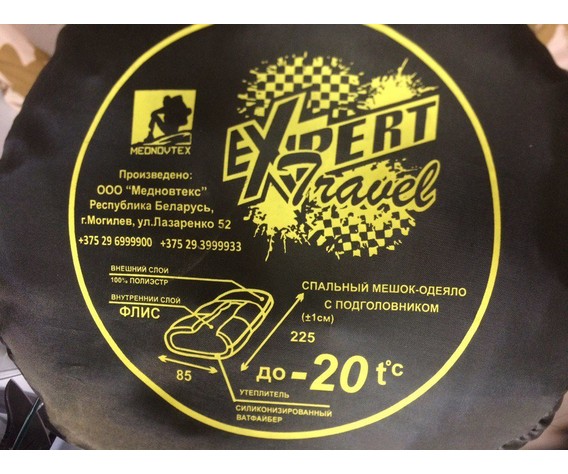 MEDNOVTEX
EXPERT
Travel
Произведено:
ООО "Медновтекс"
Республика Беларусь,
г.Могилев, ул.Лазаренко 52
+375 29 6999900 +375 29 3999933
ВНЕШНИЙ СЛОЙ
100% ПОЛИЭСТР
ВНУТРЕННИЙ СЛОЙ
ФЛИС
СПАЛЬНЫЙ МЕШОК-ОДЕЯЛО
С ПОДГОЛОВНИКОМ
(±1см)
225
85
до -20 t°c
УТЕПЛИТЕЛЬ
СИЛИКОНИЗИРОВАННЫЙ
ВАТФАЙБЕР